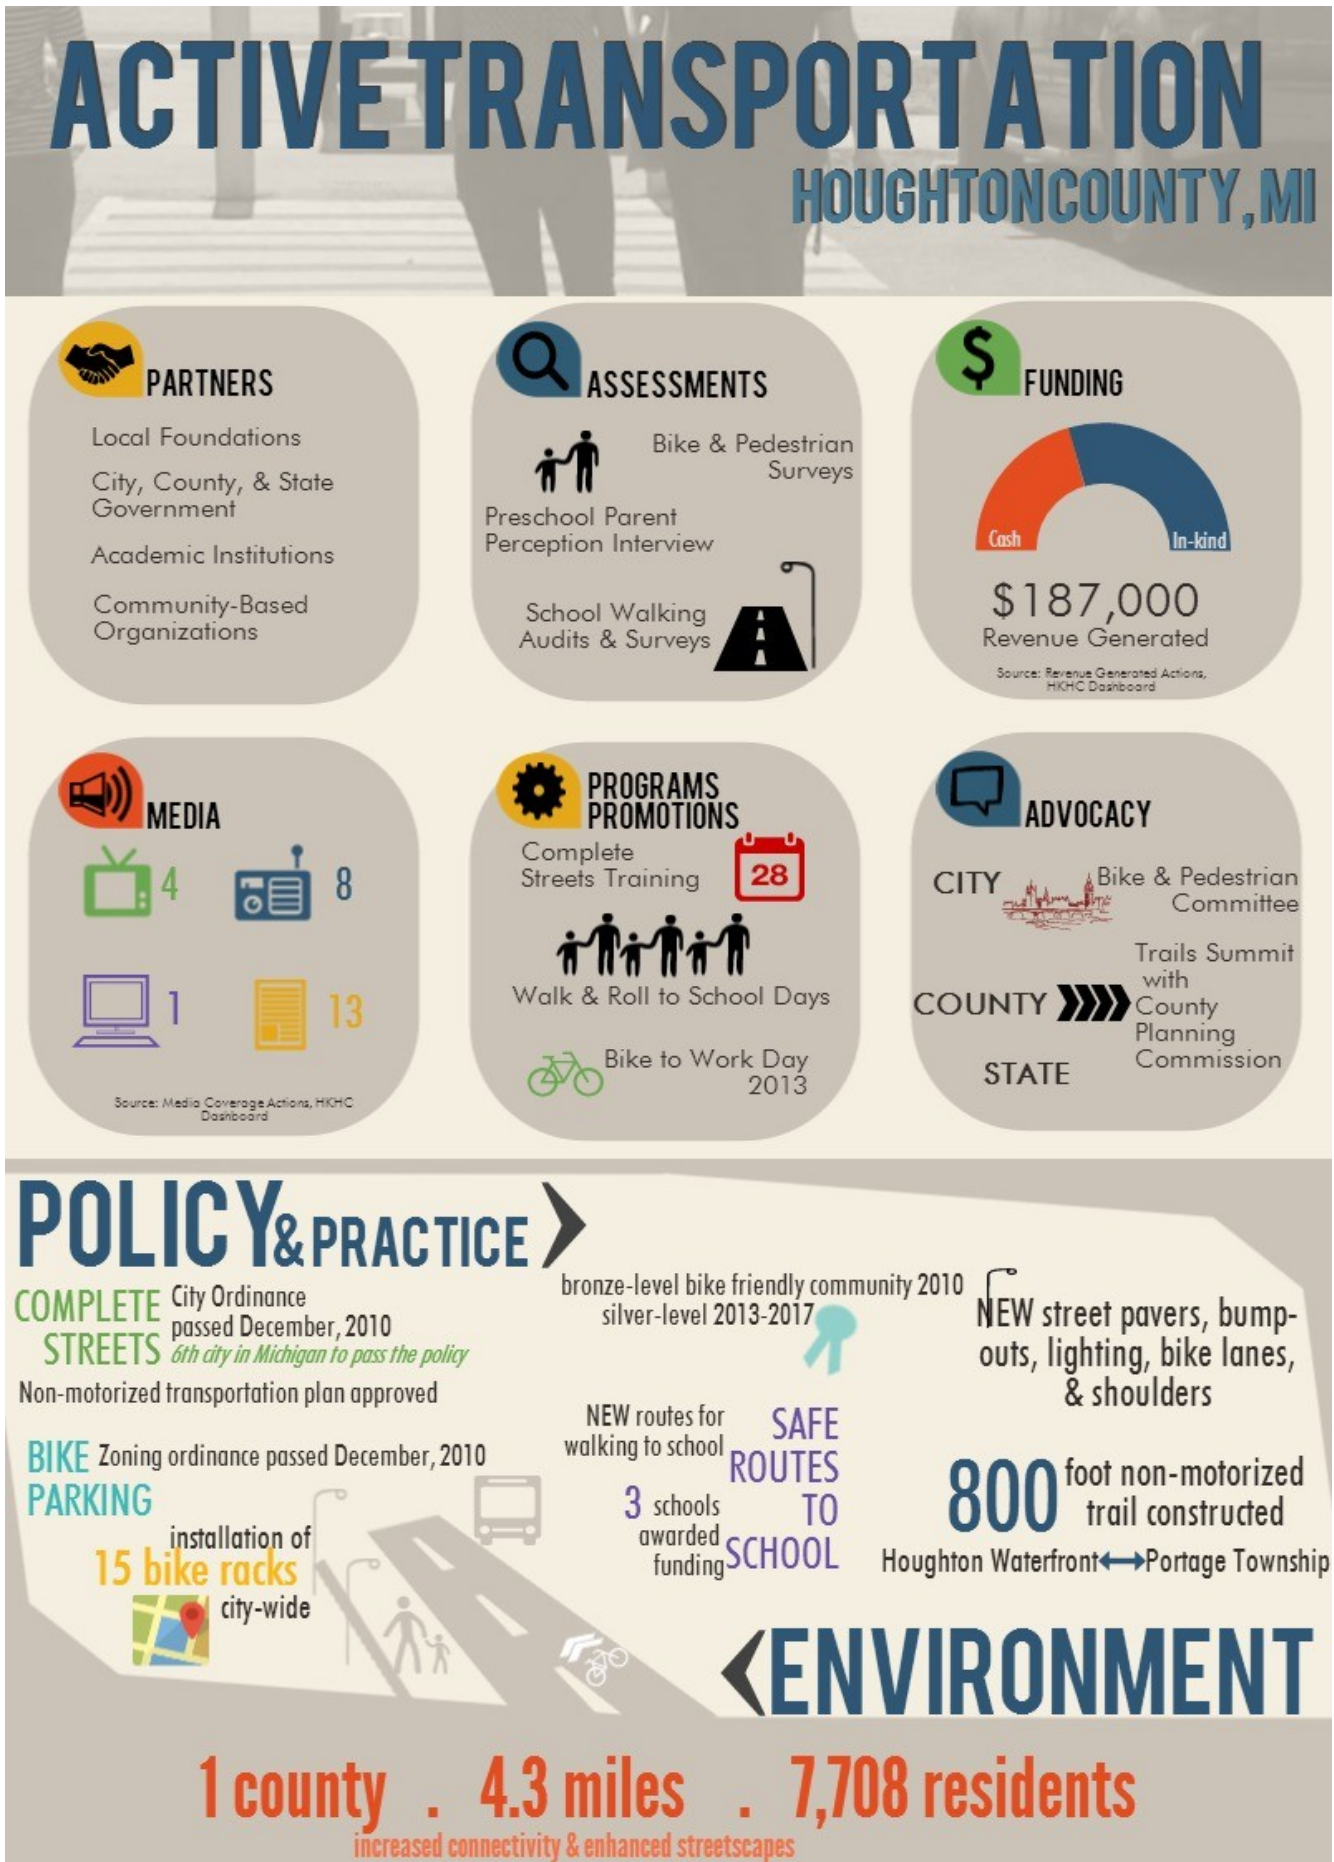 ACTIVE TRANSPORTATION
HOUGHTON COUNTY, MI
PARTNERS
Local Foundations
City, County, & State
Government
Academic Institutions
Community-Based
Organizations
ASSESSMENTS
Bike & Pedestrian
Surveys
Preschool Parent
Perception Interview
School Walking
Audits & Surveys
$
FUNDING
Cash
In-kind
$187,000
Revenue Generated
Source: Revenue Generated Actions,
HKHC Dashboard
MEDIA
4
8
1
13
Source: Media Coverage Actions, HKHC
Dashboard
PROGRAMS
PROMOTIONS
Complete
Streets Training
28
Walk & Roll to School Days
Bike to Work Day
2013
ADVOCACY
CITY
Bike & Pedestrian
Committee
COUNTY
Trails Summit
with
County
Planning
Commission
STATE
POLICY & PRACTICE
COMPLETE
STREETS
City Ordinance
passed December, 2010
6th city in Michigan to pass the policy
Non-motorized transportation plan approved
BIKE
PARKING
Zoning ordinance passed December, 2010
installation of
15 bike racks
city-wide
bronze-level bike friendly community 2010
silver-level 2013-2017
NEW routes for
walking to school
3 schools
awarded
funding
SAFE
ROUTES
TO
SCHOOL
NEW street pavers, bump-
outs, lighting, bike lanes,
& shoulders
800 foot non-motorized
trail constructed
Houghton Waterfront Portage Township
ENVIRONMENT
1 county . 4.3 miles . 7,708 residents
increased connectivity & enhanced streetscapes